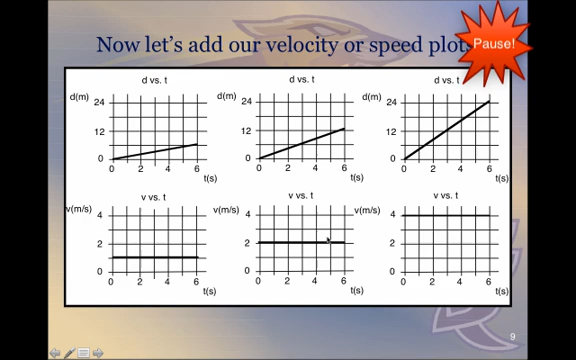 Now let's add our velocity or speed plot
Pause!
d vs. t
d vs. t
d vs. t
d(m)
24
12
0
0 2 4 6
t(s)
d(m)
24
12
0
0 2 4 6
t(s)
d(m)
24
12
0
0 2 4 6
t(s)
v vs. t
v vs. t
v vs. t
v(m/s)
4
2
0
0 2 4 6
t(s)
v(m/s)
4
2
0
0 2 4 6
t(s)
v(m/s)
4
2
0
0 2 4 6
t(s)
9